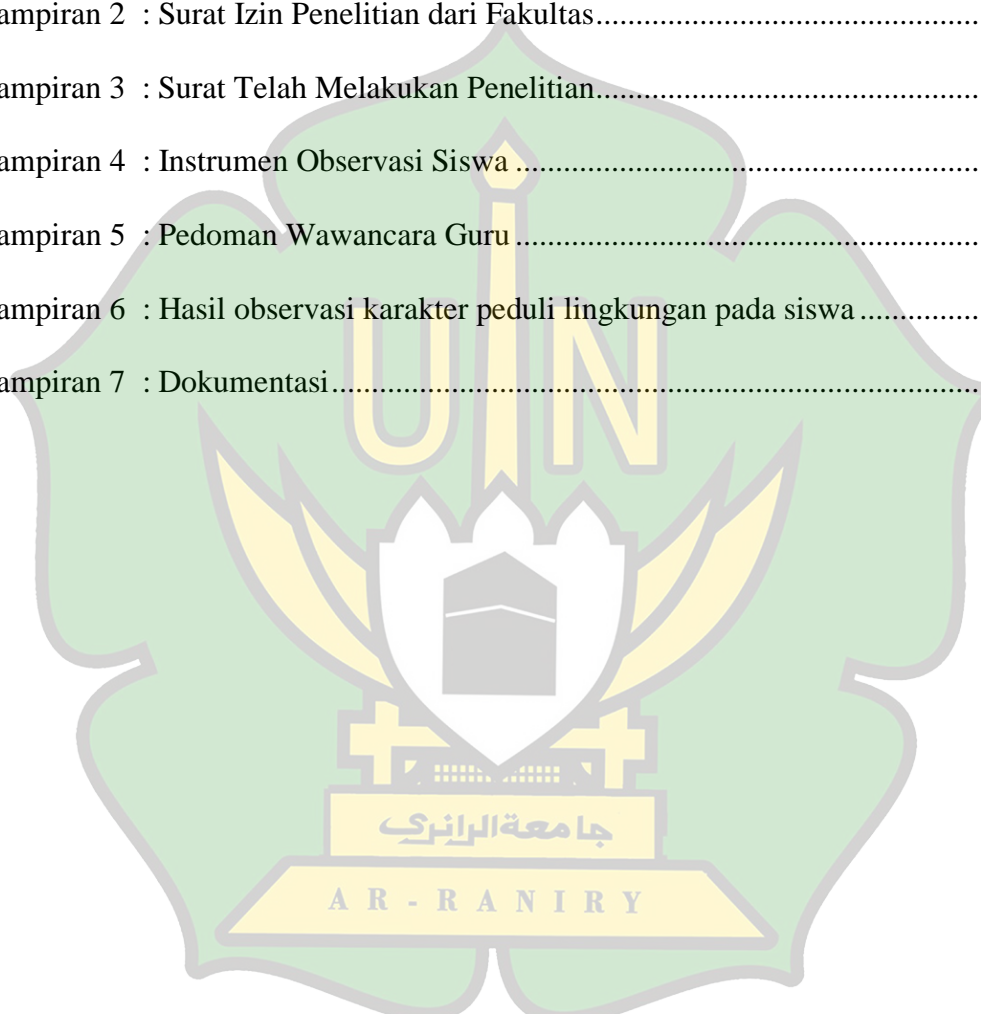 ampiran 2 : Surat Izin Penelitian dari Fakultas................................................
ampiran 3 : Surat Telah Melakukan Penelitian................................................
ampiran 4 : Instrumen Observasi Siswa ..........................................................
ampiran 5 : Pedoman Wawancara Guru ..........................................................
ampiran 6 : Hasil observasi karakter peduli lingkungan pada siswa ...............
ampiran 7 : Dokumentasi.................................................................................
UIN
جامعة الرانري
AR-RANIRY